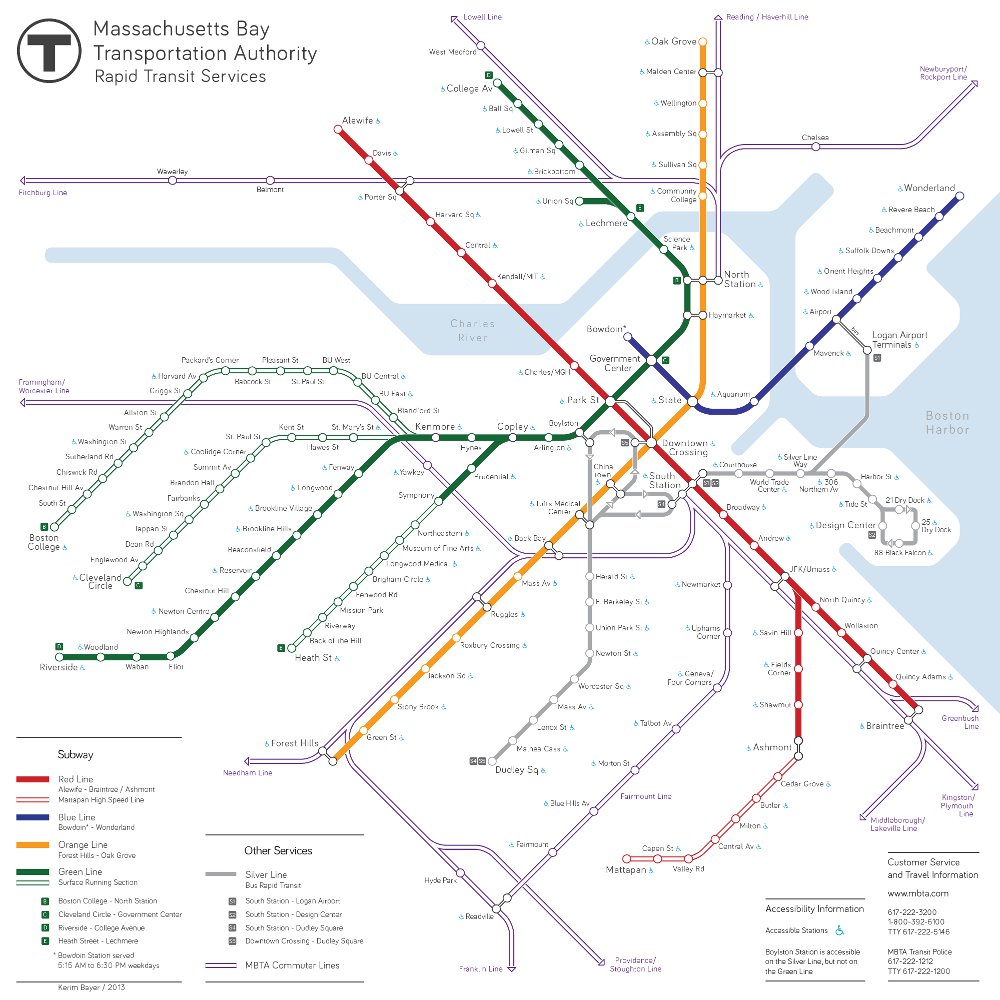 T
Massachusetts Bay
Transportation Authority
Rapid Transit Services
Lowell Line
Reading / Haverhill Line
Newburyport/
Rockport Line
Fitchburg Line
Framingham/
Worcester Line
West Medford
D
College Av
Ball Sq
Lowell St
Gilman Sq
Brickbottom
Union Sq
E
Lechmere
Science
Park
Oak Grove
Malden Center
Wellington
Assembly Sq
Sullivan Sq
Community
College
B
North
Station
Haymarket
Chelsea
Waverley
Belmont
Alewife
Davis
Porter Sq
Harvard Sq
Central
Kendall/MIT
Charles/MGH
Park St
Charles
River
Wonderland
Revere Beach
Beachmont
Suffolk Downs
Orient Heights
Wood Island
Airport
bus
Logan Airport
Terminals
S1
Maverick
Aquarium
State
Bowdoin*
Government
Center
C
Boston
Harbor
Packard's Corner
Pleasant St
BU West
Harvard Av
Babcock St
St. Paul St
BU Central
Griggs St
BU East
Allston St
Blandford St
Warren St
Washington St
Sutherland Rd
Chiswick Rd
Chestnut Hill Av
South St
B
Boston
College
St. Paul St
Kent St
St. Mary's St
Hawes St
Coolidge Corner
Summit Av
Brandon Hall
Fairbanks
Washington Sq
Tappan St
Dean Rd
Englewood Av
Cleveland
Circle
C
Kenmore
Hynes
Copley
Arlington
Boylston
Yawkey
Prudential
Symphony
Northeastern
Museum of Fine Arts
Longwood Medical
Brigham Circle
Fenwood Rd
Mission Park
Riverway
Back of the Hill
E
Heath St
Fenway
Longwood
Brookline Village
Brookline Hills
Beaconsfield
Reservoir
Chestnut Hill
Newton Centre
Newton Highlands
Eliot
Waban
Woodland
D
Riverside
Downtown
Crossing
S5
China
town
South
Station
S4
S1 S2
Tufts Medical
Center
Back Bay
Mass Av
Ruggles
Roxbury Crossing
Jackson Sq
Stony Brook
Green St
Forest Hills
Needham Line
Herald St
E. Berkeley St
Union Park St
Newton St
Worcester Sq
Mass Av
Lenox St
Malnea Cass
S4 S5
Dudley Sq
Courthouse
World Trade
Center
Silver Line
Way
306
Northern Av
Harbor St
Tide St
21 Dry Dock
Design Center
S2
25
Dry Dock
88 Black Falcon
Broadway
Andrew
JFK/Umass
North Quincy
Wollaston
Quincy Center
Quincy Adams
Braintree
Savin Hill
Fields
Corner
Shawmut
Ashmont
Cedar Grove
Butler
Milton
Central Av
Valley Rd
Capen St
Mattapan
Newmarket
Uphams
Corner
Geneva/
Four Corners
Talbot Av
Morton St
Blue Hills Av
Fairmount Line
Fairmount
Hyde Park
Readville
Franklin Line
Providence/
Stoughton Line
Greenbush
Line
Kingston/
Plymouth
Line
Middleborough/
Lakeville Line
Subway
Red Line
Alewife - Braintree / Ashmont
Mattapan High Speed Line
Blue Line
Bowdoin* - Wonderland
Orange Line
Forest Hills - Oak Grove
Green Line
Surface Running Section
B Boston College - North Station
C Cleveland Circle - Government Center
D Riverside - College Avenue
E Heath Street - Lechmere
* Bowdoin Station served
5:15 AM to 6:30 PM weekdays
Kerim Bayer / 2013
Other Services
Silver Line
Bus Rapid Transit
S1 South Station - Logan Airport
S2 South Station - Design Center
S4 South Station - Dudley Square
S5 Downtown Crossing - Dudley Square
MBTA Commuter Lines
Accessibility Information
Accessible Stations
Boylston Station is accessible
on the Silver Line, but not on
the Green Line
Customer Service
and Travel Information
www.mbta.com
617-222-3200
1-800-392-6100
TTY 617-222-5146
MBTA Transit Police
617-222-1212
TTY 617-222-1200